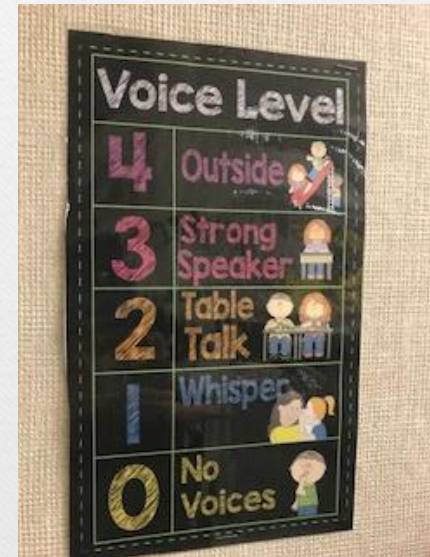 Voice Level
4 Outside
3 Strong
Speaker
2 Table
Talk
1 Whisper
0 No
Voices